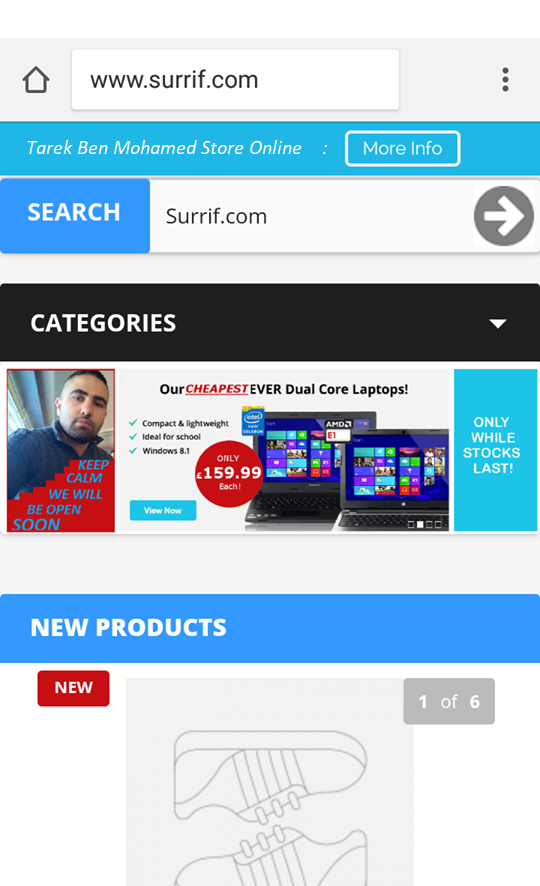 www.surrif.com
Tarek Ben Mohamed Store Online : More Info
SEARCH Surrif.com
CATEGORIES
Our CHEAPEST EVER Dual Core Laptops!
Compact & lightweight
Ideal for school
Windows 8.1
ONLY
£159.99
Each!
View Now
intel
CELERON
AMD
E1
Start
Start
KEEP
CALM
WE WILL
BE OPEN
SOON
ONLY
WHILE
STOCKS
LAST!
NEW PRODUCTS
NEW
1 of 6